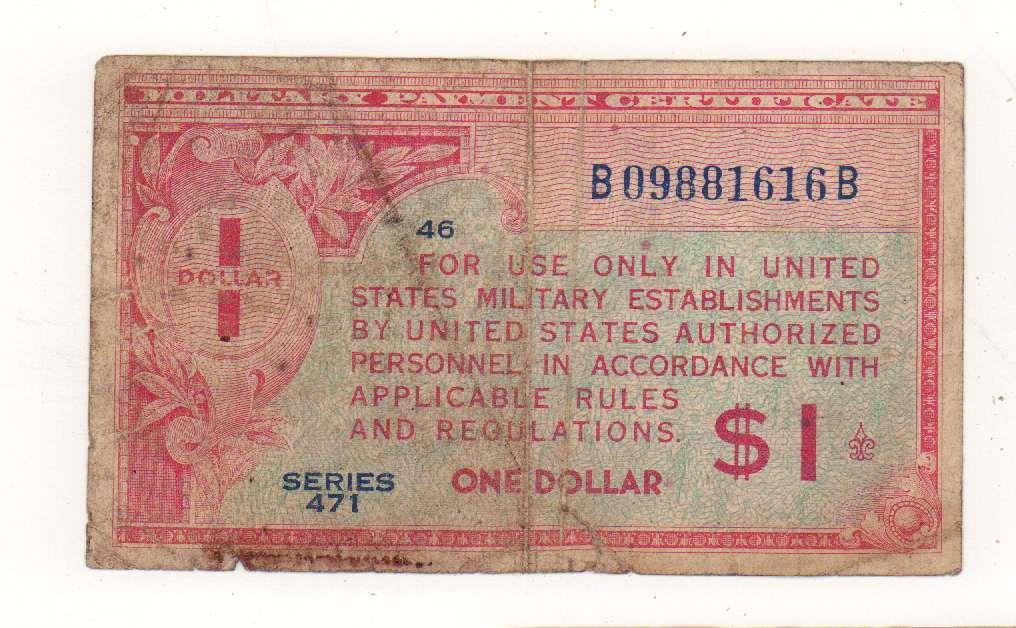 MILITARY PAYMENT CERTIFICATE
B09881616B
46
1
DOLLAR
FOR USE ONLY IN UNITED
STATES MILITARY ESTABLISHMENTS
BY UNITED STATES AUTHORIZED
PERSONNEL IN ACCORDANCE WITH
APPLICABLE RULES
AND REGULATIONS.
$1
SERIES
471
ONE DOLLAR